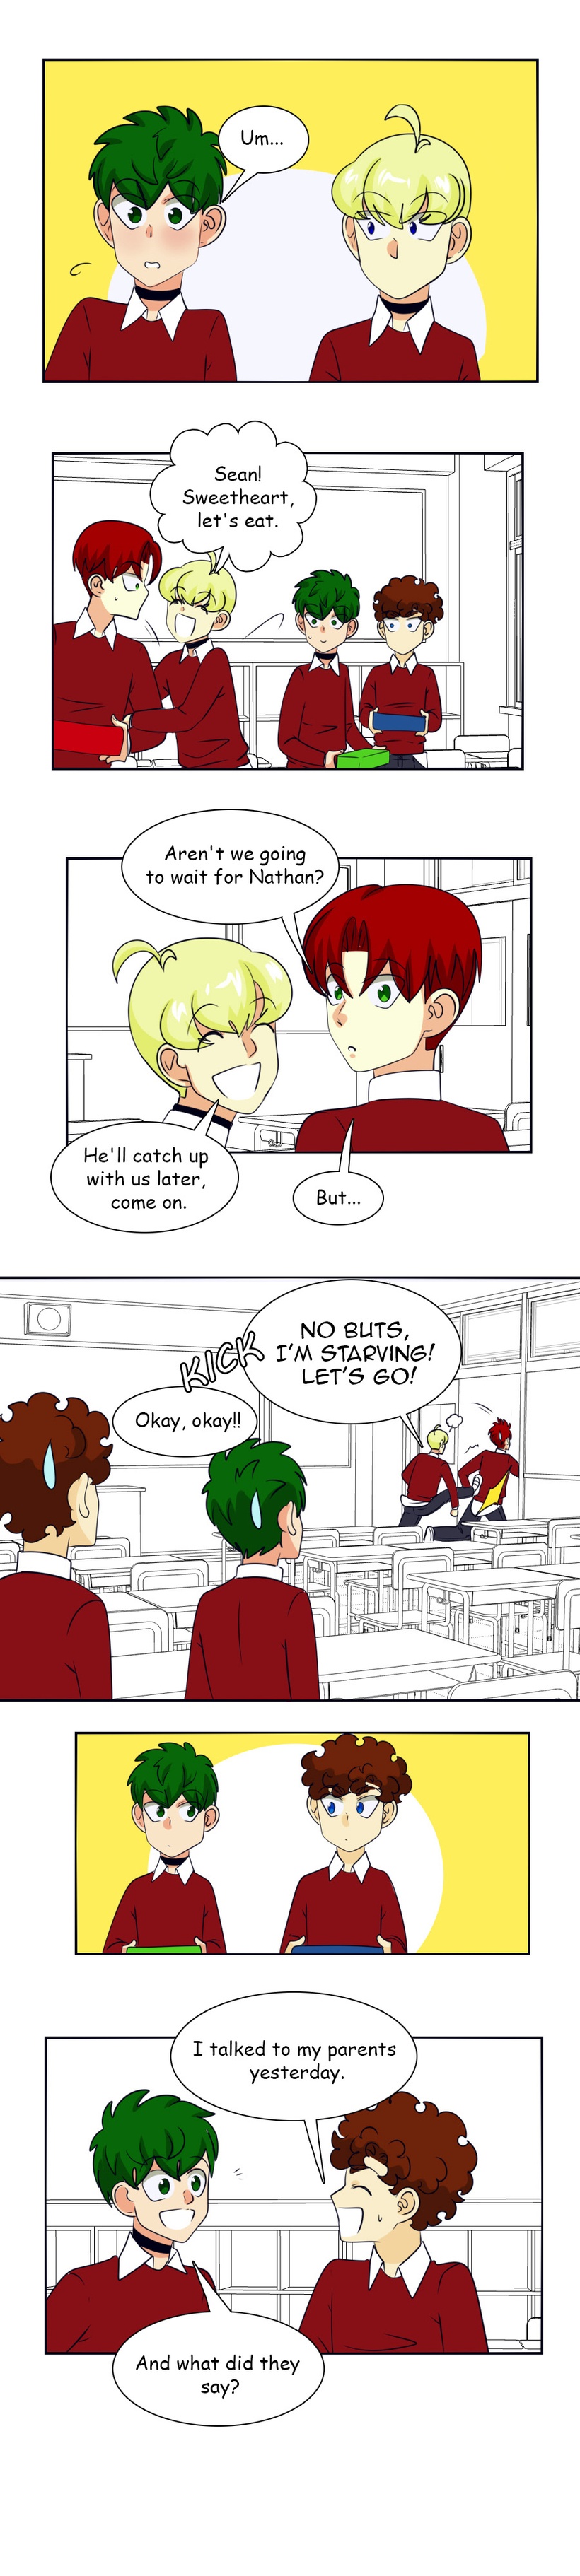 Um...
Sean!
Sweetheart,
let's eat.
Aren't we going
to wait for Nathan?
He'll catch up
with us later,
come on.
But...
NO BUTS,
I'M STARVING!
LET'S GO!
KICK
Okay, okay!!
I talked to my parents
yesterday.
And what did they
say?